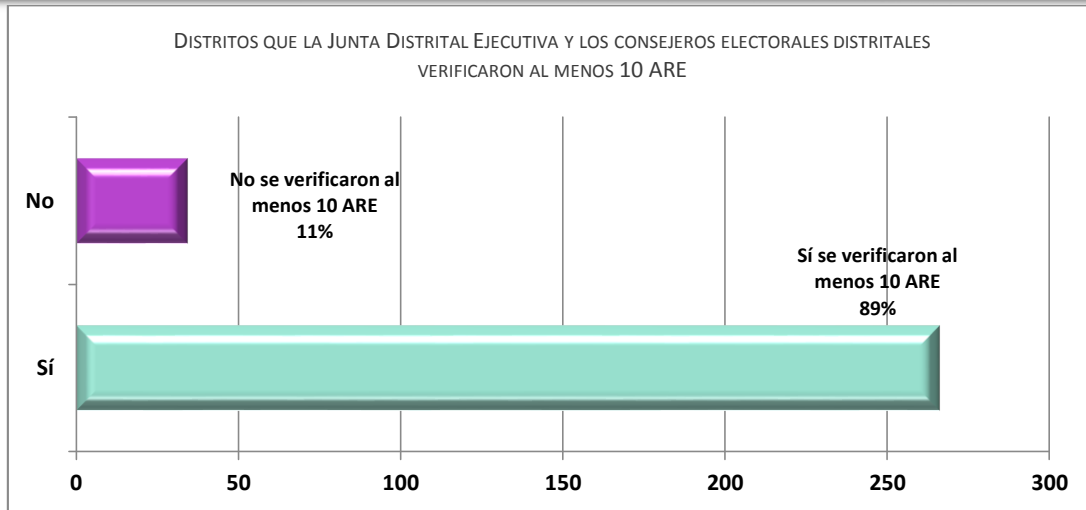 DISTRITOS QUE LA JUNTA DISTRITAL EJECUTIVA Y LOS CONSEJEROS ELECTORALES DISTRITALES
VERIFICARON AL MENOS 10 ARE
No
No se verificaron al
menos 10 ARE
11%
Sí se verificaron al
menos 10 ARE
89%
Sí
0 50 100 150 200 250 300